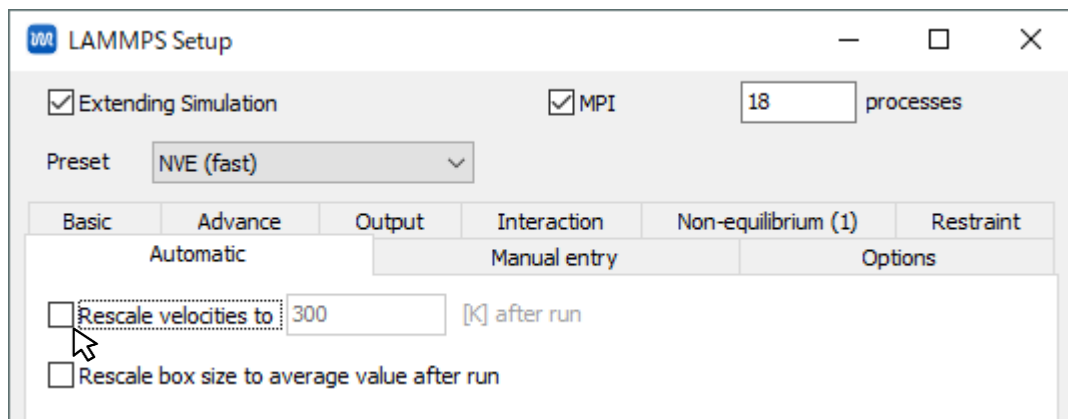 LAMMPS Setup
Extending Simulation MPI 18 processes
Preset NVE (fast)
Basic Advance Output Interaction Non-equilibrium (1) Restraint
Automatic Manual entry Options
Rescale velocities to 300 [K] after run
Rescale box size to average value after run